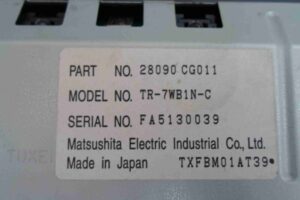 PART NO. 28090 CG011
MODEL NO. TR-7WB1N-C
SERIAL NO. FA5130039
Matsushita Electric Industrial Co., Ltd.
Made in Japan TXFBM01AT39